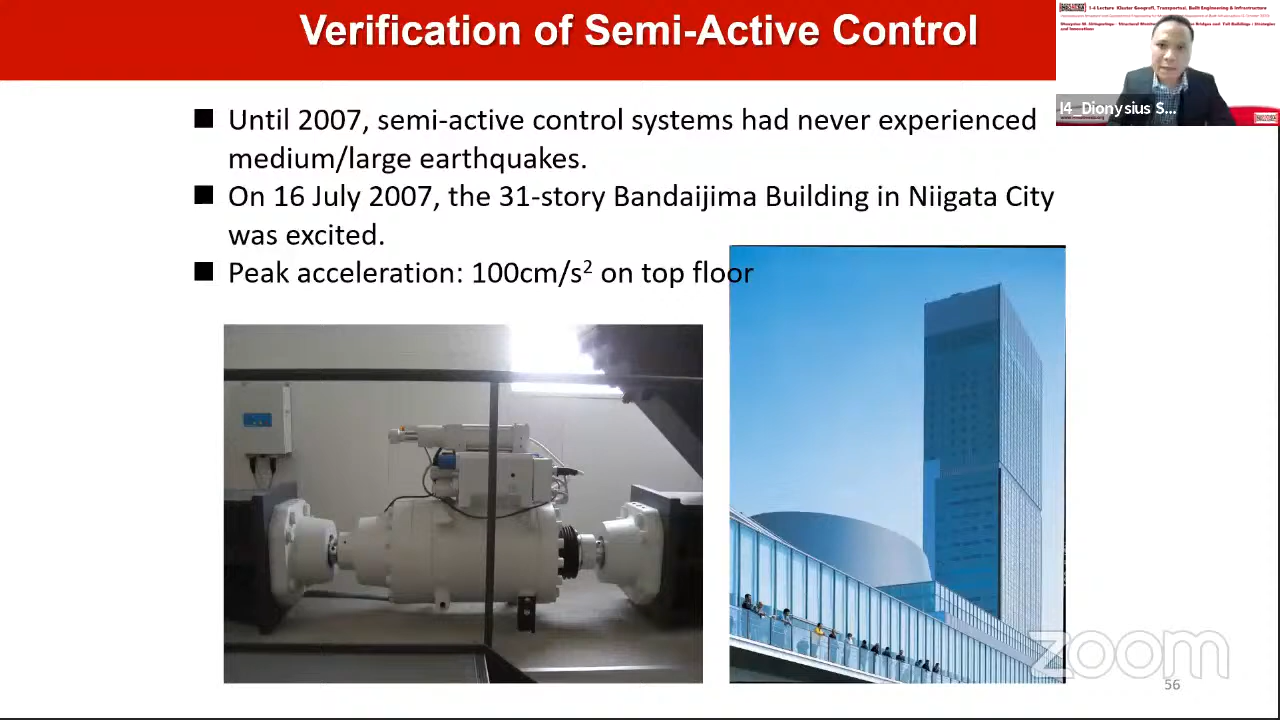 Verification of Semi-Active Control
Until 2007, semi-active control systems had never experienced
medium/large earthquakes.
On 16 July 2007, the 31-story Bandaijima Building in Niigata City
was excited.
Peak acceleration: 100cm/s² on top floor
I4_Dionysius S...
zoom
56